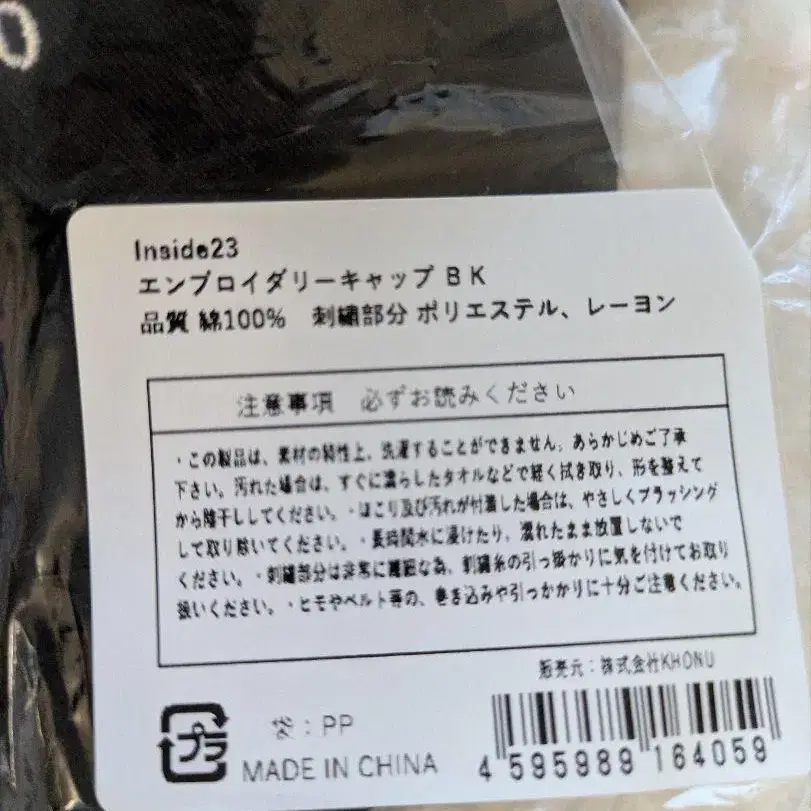 0
Inside23
エンブロイダリーキャップ BK
品質 綿100% 刺繍部分 ポリエステル、レーヨン
注意事項 必ずお読みください
・この製品は、素材の特性上、洗濯することができません。あらかじめご了承
下さい。汚れた場合は、すぐに濡らしたタオルなどで軽く拭き取り、形を整えて
から陰干ししてください。・ほこり及び汚れが付着した場合は、やさしくブラッシング
して取り除いてください。・長時間水に浸けたり、濡れたまま放置しないで
ください。・刺繍部分は非常に繊細な為、刺繍糸の引っ掛かりに気を付けてお取り
扱いください。・ヒモやベルト等の、巻き込みや引っかかりに十分ご注意ください。
販売元：株式会社KHONU
プラ
：PP
MADE IN CHINA
4 595989 164059